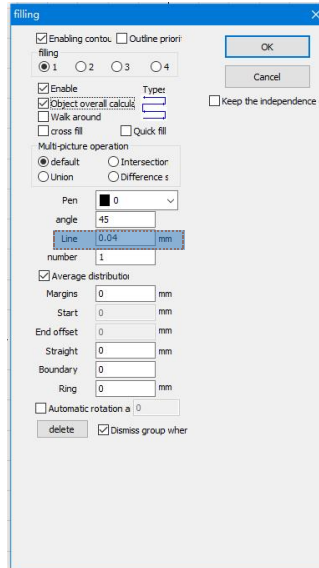 filling
Enabling contou Outline priori
OK
filling
1 2 3 4
Cancel
Enable Types
Object overall calcula
Keep the independence
Walk around
cross fill Quick fill
Multi-picture operation
default Intersection
Union Difference s
Pen 0
angle 45
Line 0.04 mm
number 1
Average distribution
Margins 0 mm
Start 0 mm
End offset 0 mm
Straight 0 mm
Boundary 0
Ring 0 mm
Automatic rotation a 0
delete Dismiss group wher